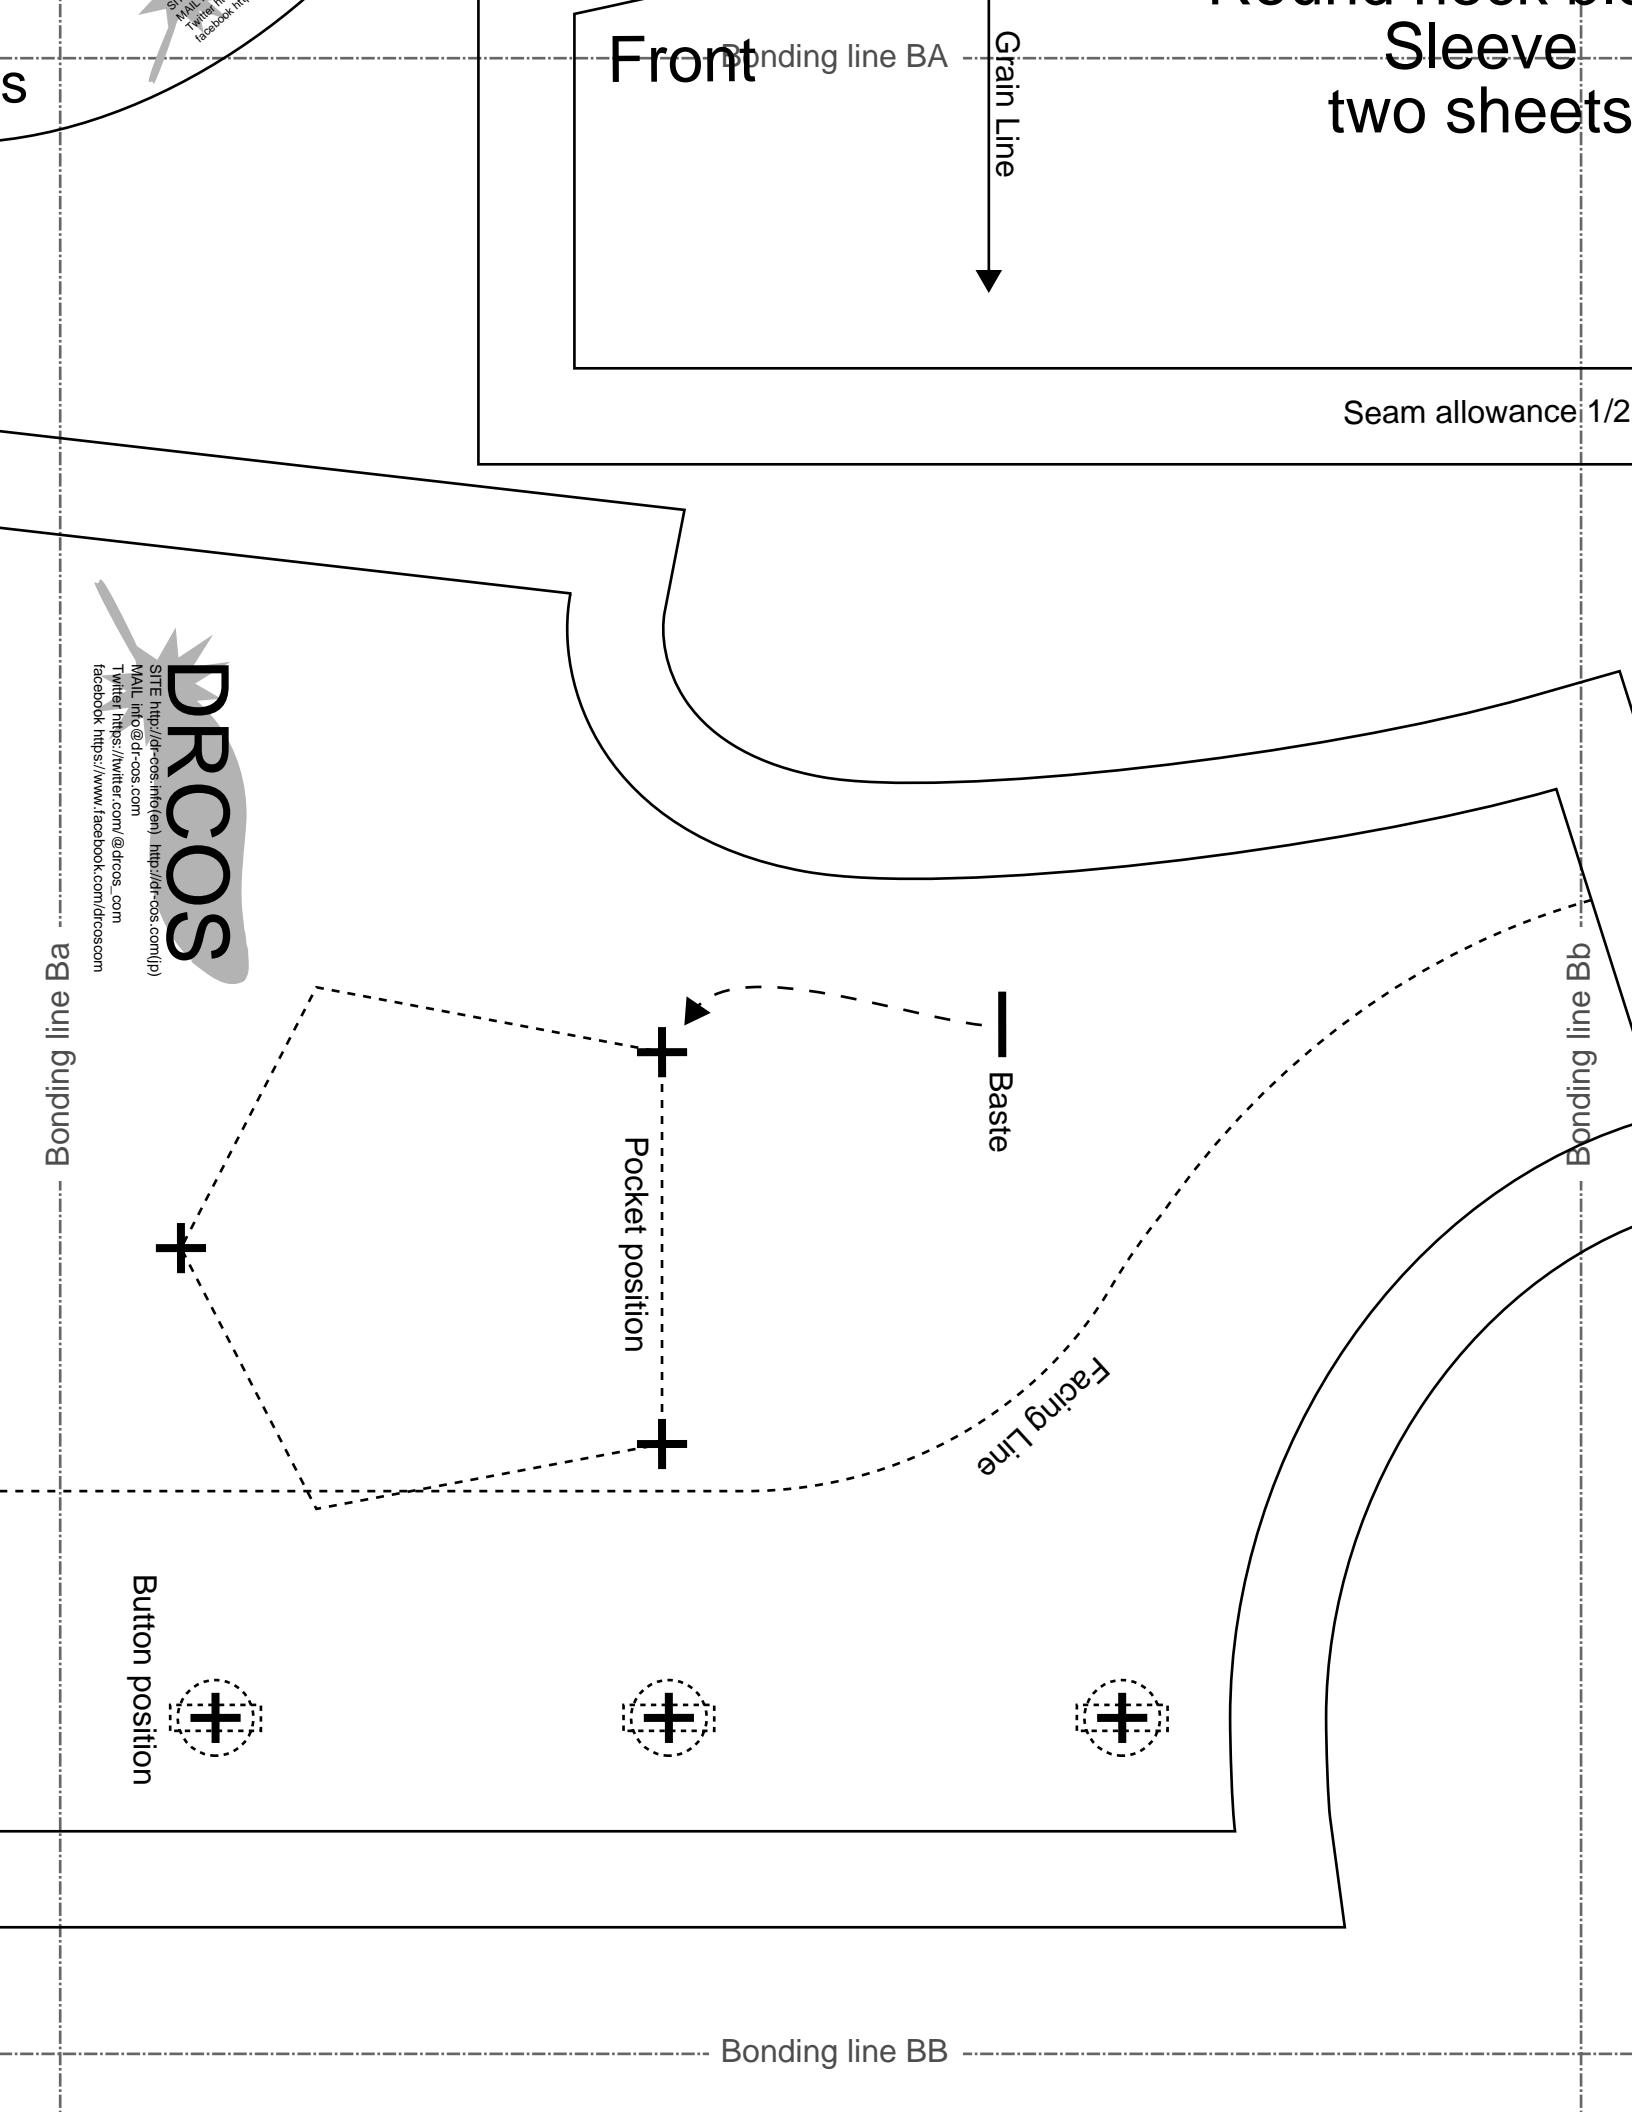 MAIL
Twitter
facebook
s
Front
Bonding line BA
Grain Line
Sleeve
two sheets
Seam allowance 1/2
DRCOS
SITE http://dr-cos.info(en) http://dr-cos.com(jp)
MAIL info@dr-cos.com
Twitter https://twitter.com/@drcos_com
facebook https://www.facebook.com/drcoscom
Bonding line Ba
Bonding line Bb
Baste
Pocket position
Facing Line
Button position
Bonding line BB